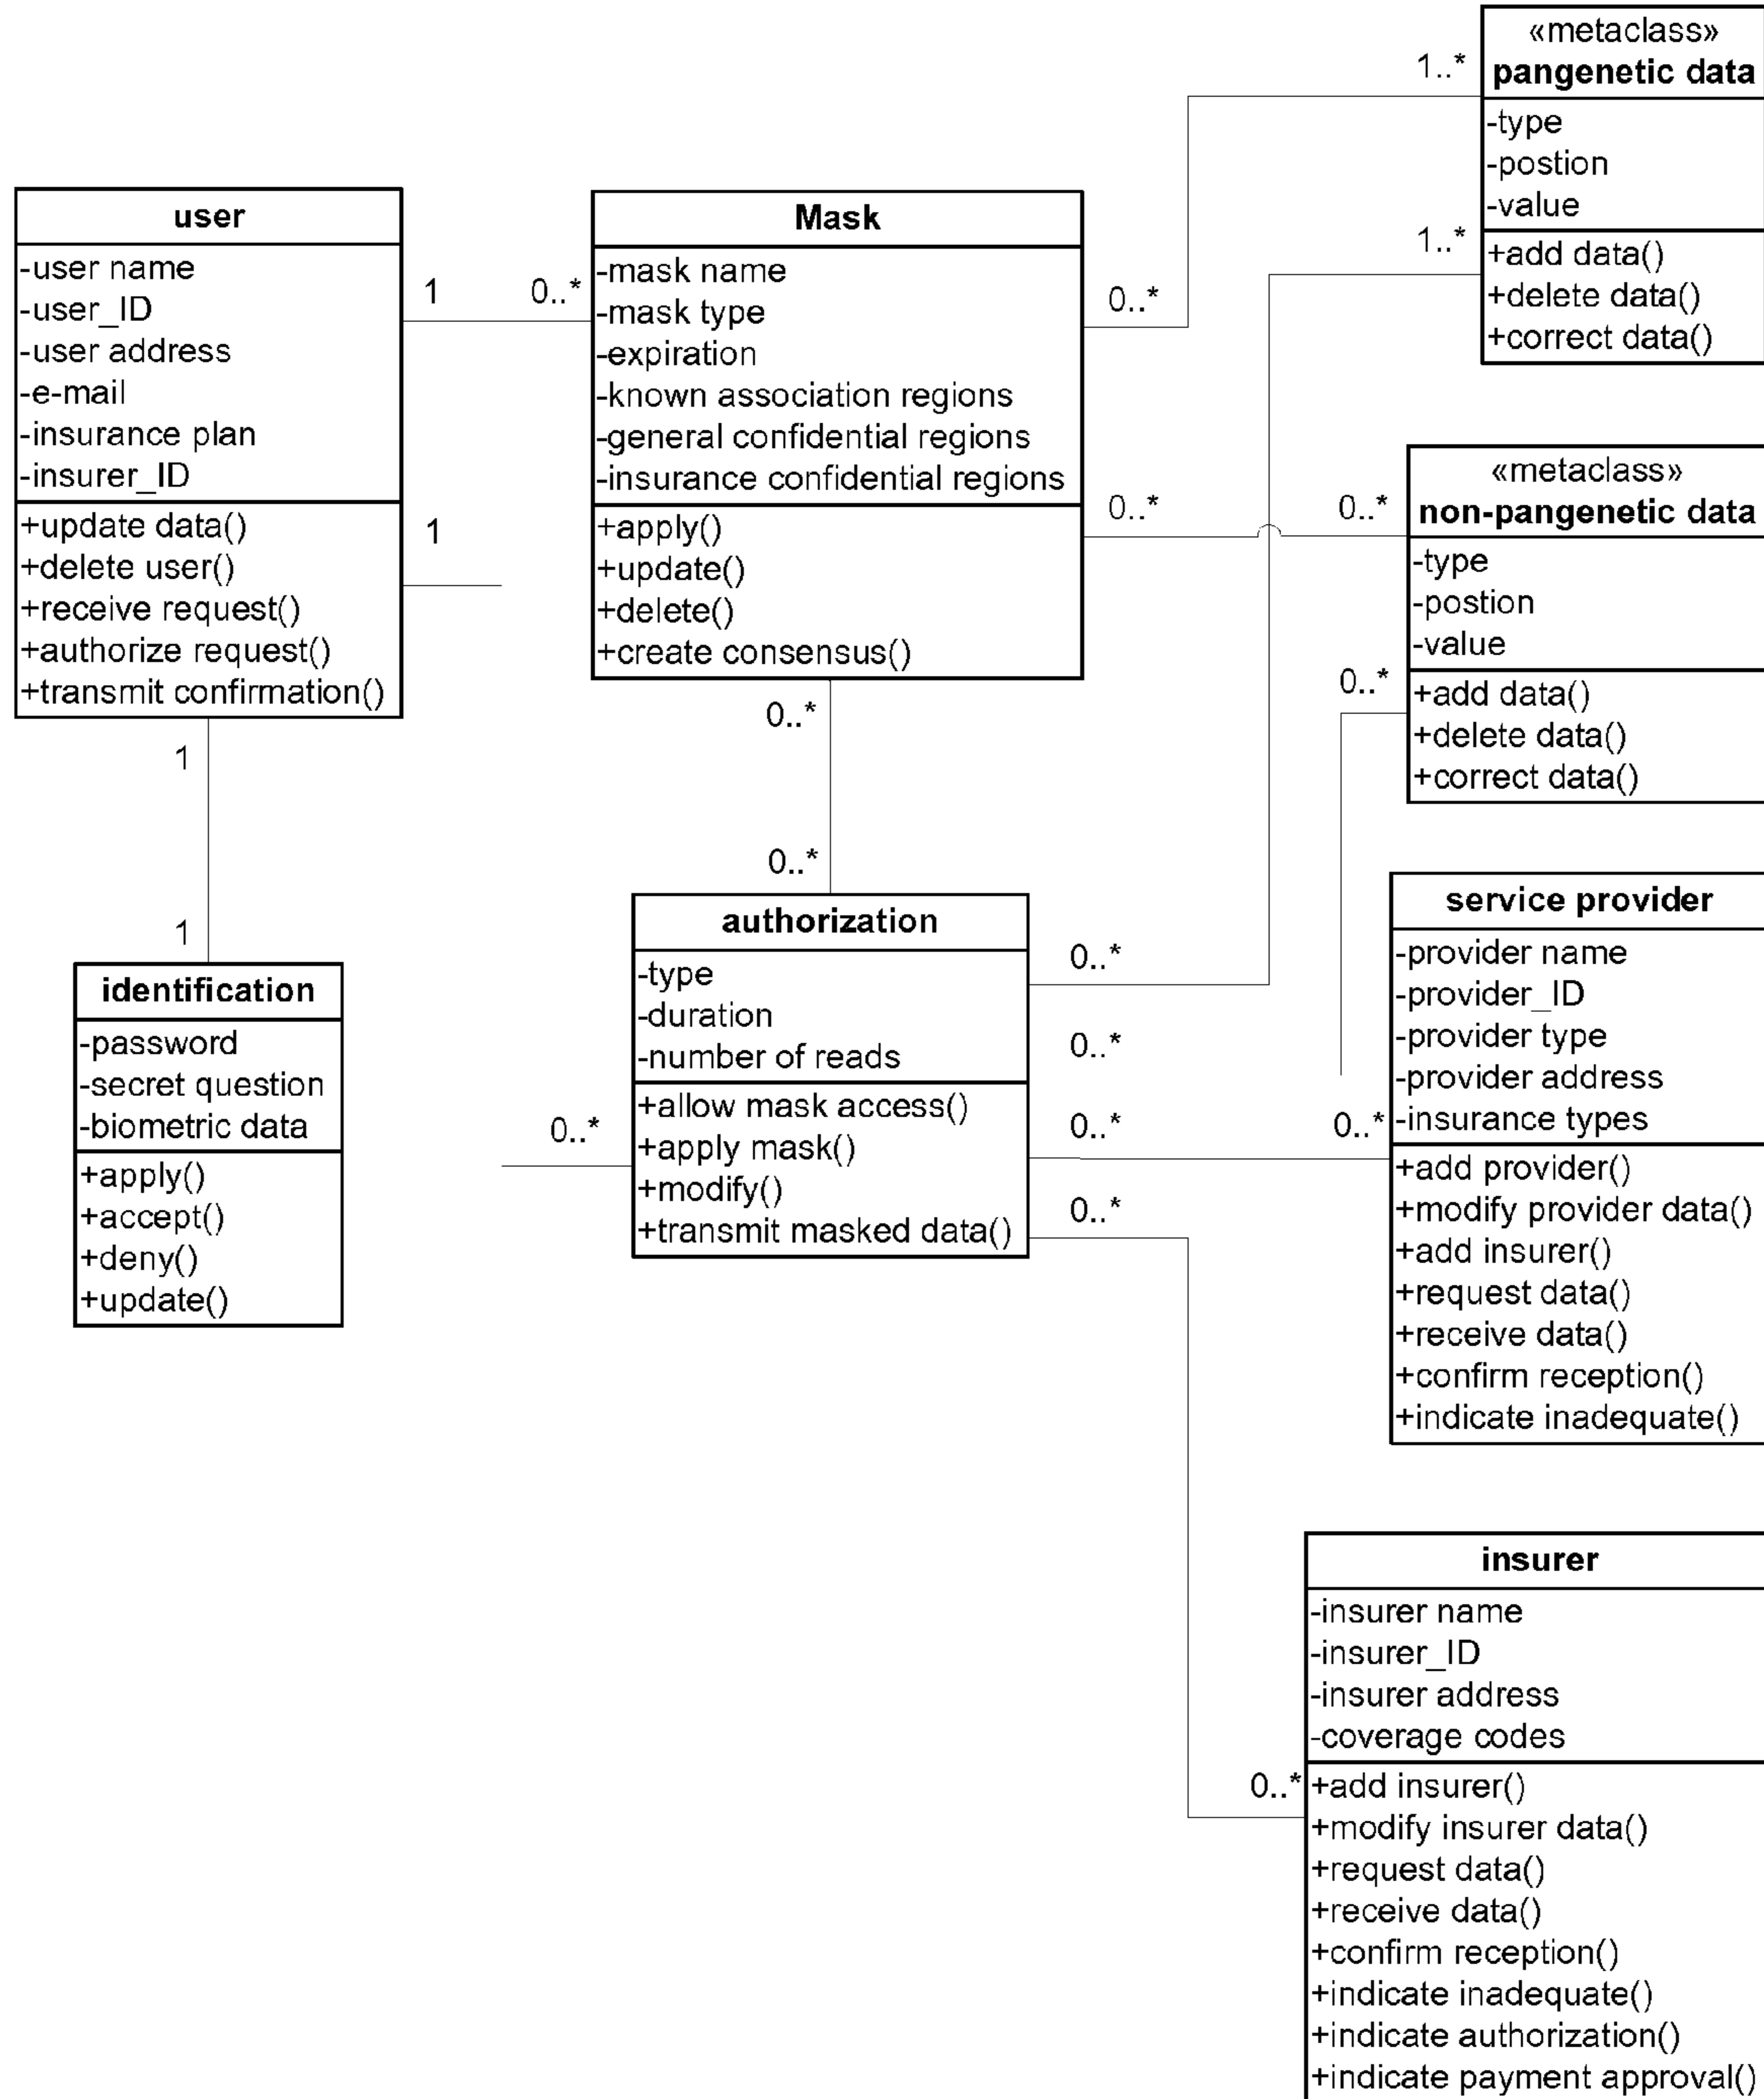 «metaclass»
pangenetic data
-type
-postion
-value
+add data()
+delete data()
+correct data()
1..*
1..*
user
-user name
-user_ID
-user address
-e-mail
-insurance plan
-insurer_ID
+update data()
+delete user()
+receive request()
+authorize request()
+transmit confirmation()
1
0..*
1
1
Mask
-mask name
-mask type
-expiration
-known association regions
-general confidential regions
-insurance confidential regions
+apply()
+update()
+delete()
+create consensus()
0..*
0..*
0..*
0..*
«metaclass»
non-pangenetic data
-type
-postion
-value
+add data()
+delete data()
+correct data()
0..*
0..*
1
identification
-password
-secret question
-biometric data
+apply()
+accept()
+deny()
+update()
authorization
-type
-duration
-number of reads
+allow mask access()
+apply mask()
+modify()
+transmit masked data()
0..*
0..*
0..*
0..*
0..*
0..*
service provider
-provider name
-provider_ID
-provider type
-provider address
-insurance types
+add provider()
+modify provider data()
+add insurer()
+request data()
+receive data()
+confirm reception()
+indicate inadequate()
insurer
-insurer name
-insurer_ID
-insurer address
-coverage codes
0..*
+add insurer()
+modify insurer data()
+request data()
+receive data()
+confirm reception()
+indicate inadequate()
+indicate authorization()
+indicate payment approval()